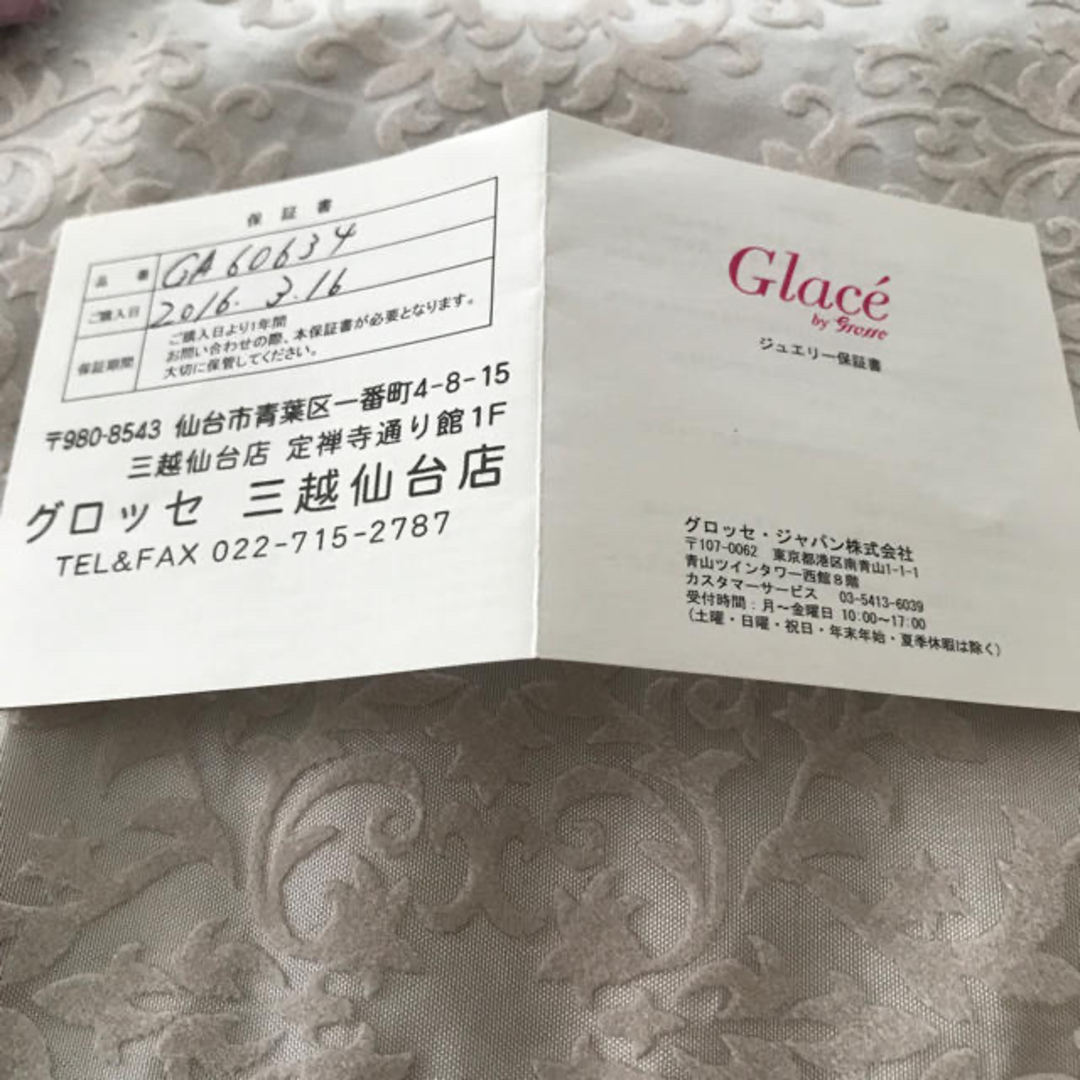 保証書
品番 GA 60634
ご購入日 2016. 3. 16
保証期間 ご購入日より1年間
お問い合わせの際、本保証書が必要となります。
大切に保管してください。
〒980-8543 仙台市青葉区一番町4-8-15
三越仙台店 定禅寺通り館1F
グロッセ 三越仙台店
TEL&FAX 022-715-2787
Glacé
by Grosse
ジュエリー保証書
グロッセ・ジャパン株式会社
〒107-0062 東京都港区南青山1-1-1
青山ツインタワー西館8階
カスタマーサービス 03-5413-6039
受付時間：月～金曜日 10:00～17:00
（土曜・日曜・祝日・年末年始・夏季休暇は除く）